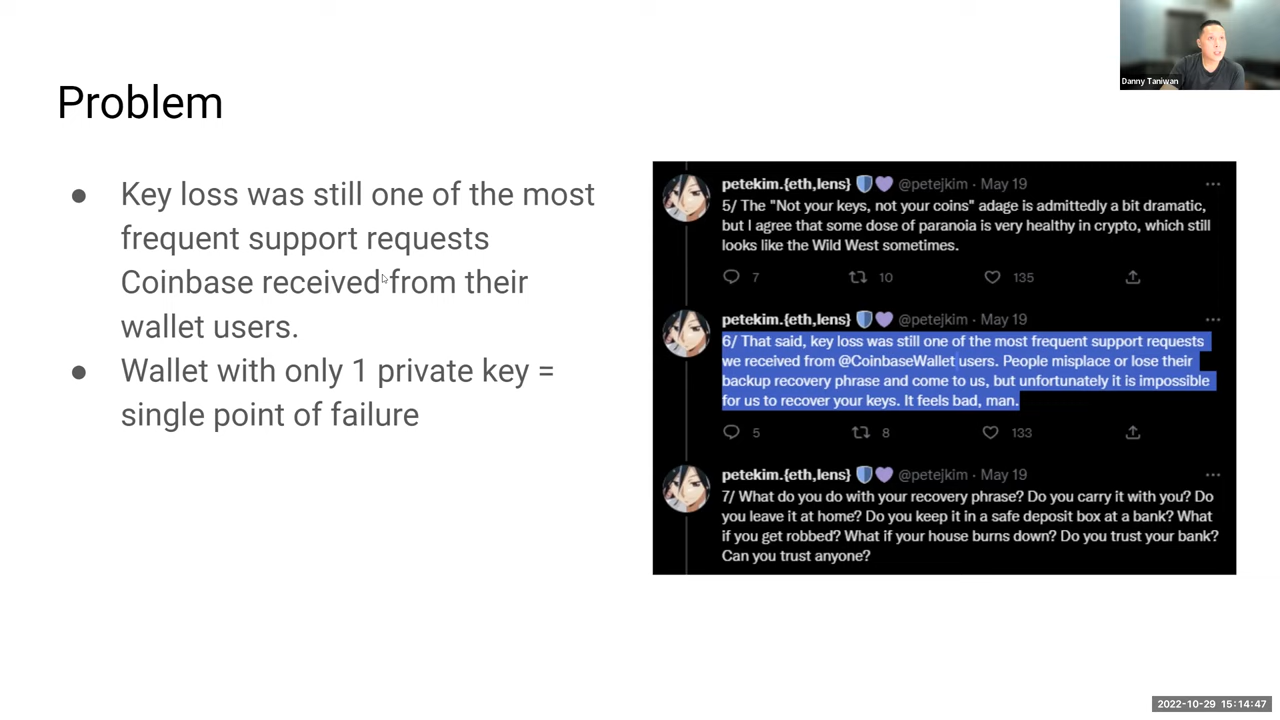 Danny Taniwan
Problem
● Key loss was still one of the most
frequent support requests
Coinbase received from their
wallet users.
● Wallet with only 1 private key =
single point of failure
petekim.{eth,lens} 🛡️💜 @petejkim · May 19 ···
5/ The "Not your keys, not your coins" adage is admittedly a bit dramatic,
but I agree that some dose of paranoia is very healthy in crypto, which still
looks like the Wild West sometimes.
7 10 135
petekim.{eth,lens} 🛡️💜 @petejkim · May 19 ···
6/ That said, key loss was still one of the most frequent support requests
we received from @CoinbaseWallet users. People misplace or lose their
backup recovery phrase and come to us, but unfortunately it is impossible
for us to recover your keys. It feels bad, man.
5 8 133
petekim.{eth,lens} 🛡️💜 @petejkim · May 19 ···
7/ What do you do with your recovery phrase? Do you carry it with you? Do
you leave it at home? Do you keep it in a safe deposit box at a bank? What
if you get robbed? What if your house burns down? Do you trust your bank?
Can you trust anyone?
2022-10-29 15:14:47